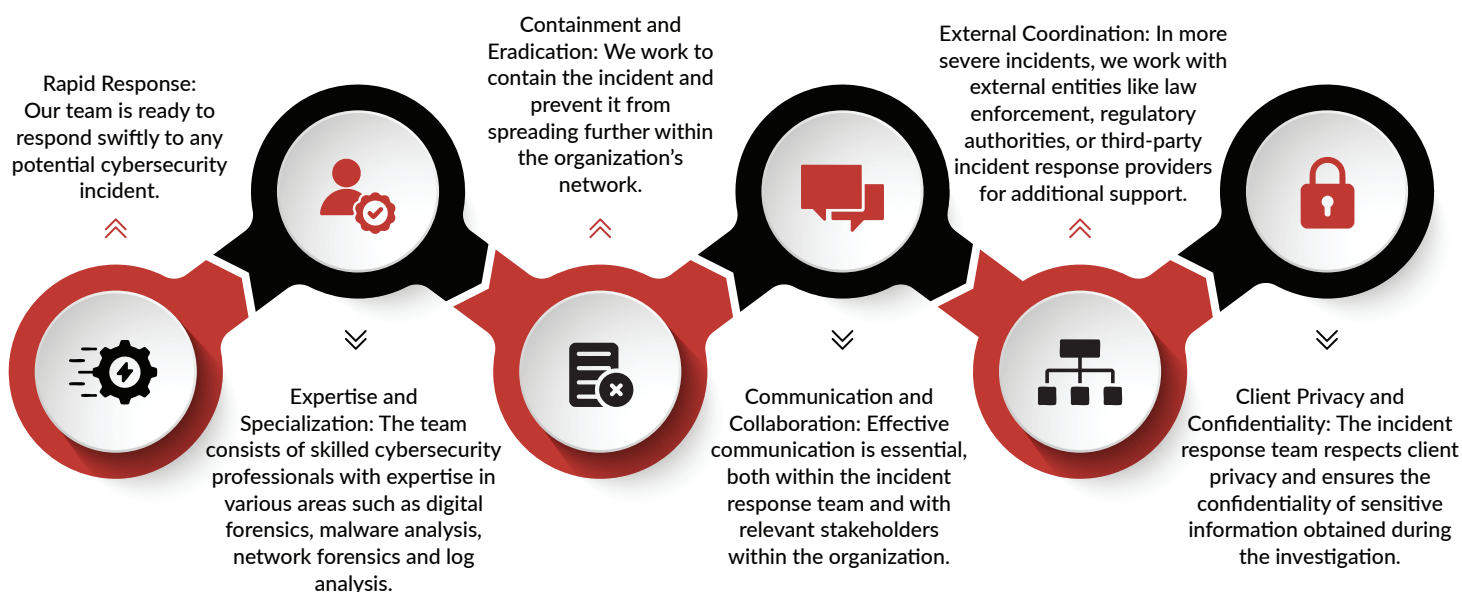 Rapid Response:
Our team is ready to
respond swiftly to any
potential cybersecurity
incident.
Expertise and
Specialization: The team
consists of skilled cybersecurity
professionals with expertise in
various areas such as digital
forensics, malware analysis,
network forensics and log
analysis.
Containment and
Eradication: We work to
contain the incident and
prevent it from
spreading further within
the organization’s
network.
Communication and
Collaboration: Effective
communication is essential,
both within the incident
response team and with
relevant stakeholders
within the organization.
External Coordination: In more
severe incidents, we work with
external entities like law
enforcement, regulatory
authorities, or third-party
incident response providers
for additional support.
Client Privacy and
Confidentiality: The incident
response team respects client
privacy and ensures the
confidentiality of sensitive
information obtained during
the investigation.